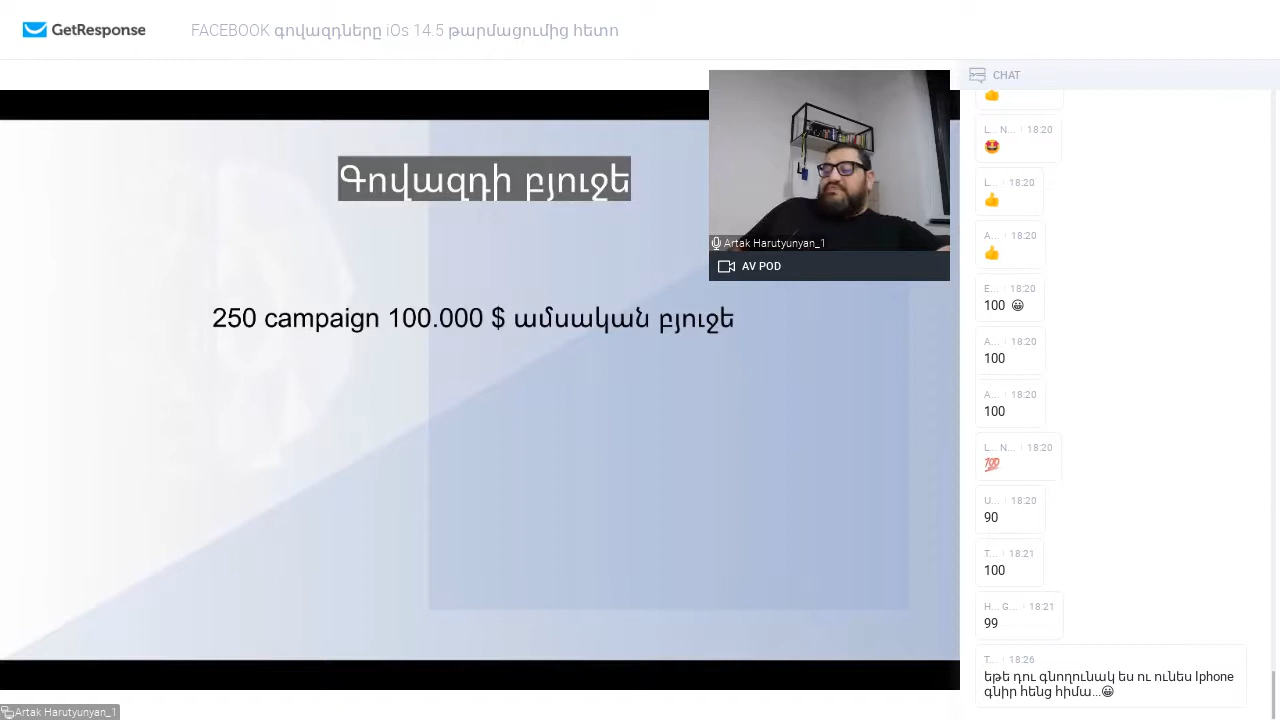 GetResponse
FACEBOOK գովազդները iOs 14.5 թարմացումից հետո
CHAT
Գովազդի բյուջե
250 campaign 100.000 $ ամսական բյուջե
Artak Harutyunyan_1
AV POD
L... N... 18:20
L... 18:20
A... 18:20
E... 18:20
100 😀
A... 18:20
100
A... 18:20
100
L... N... 18:20
💯
U... 18:20
90
T... 18:21
100
H... G... 18:21
99
T... 18:26
եթե դու գնողունակ ես ու ունես Iphone
գնիր հենց հիմա...😀
Artak Harutyunyan_1